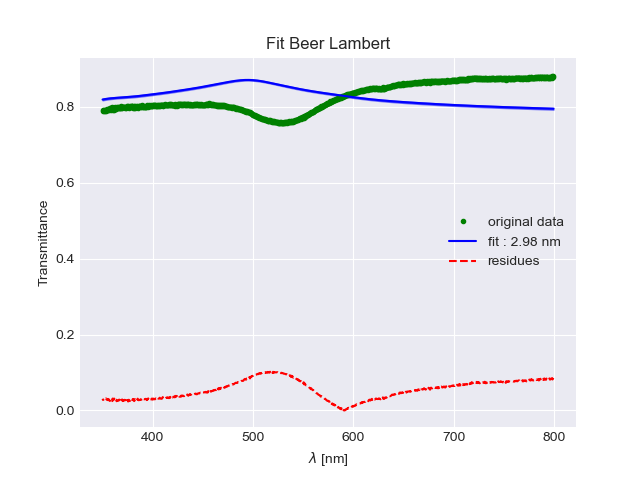 Fit Beer Lambert
Transmittance
0.8
0.6
0.4
0.2
0.0
original data
fit : 2.98 nm
residues
400 500 600 700 800
λ [nm]